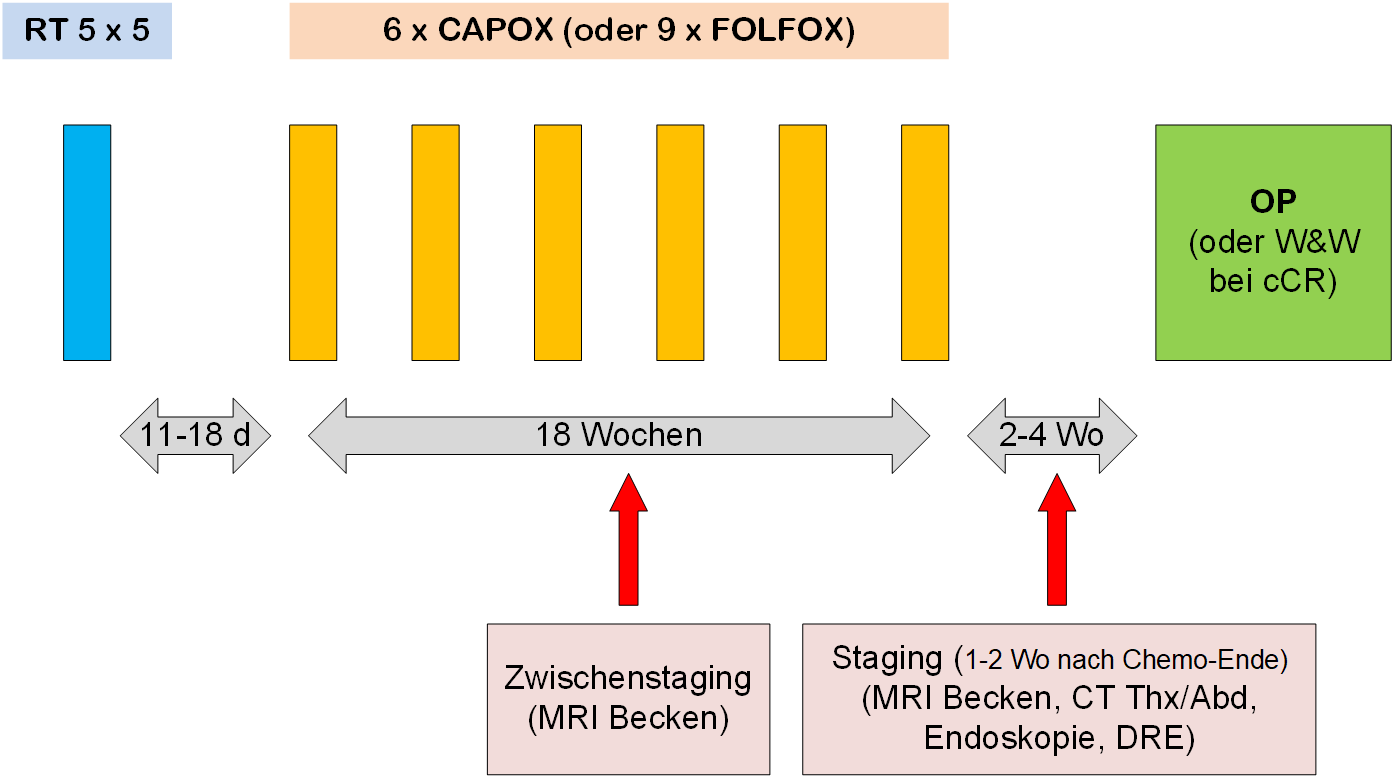 RT 5 x 5
6 x CAPOX (oder 9 x FOLFOX)
OP
(oder W&W
bei cCR)
11-18 d
18 Wochen
2-4 Wo
Zwischenstaging
(MRI Becken)
Staging (1-2 Wo nach Chemo-Ende)
(MRI Becken, CT Thx/Abd,
Endoskopie, DRE)